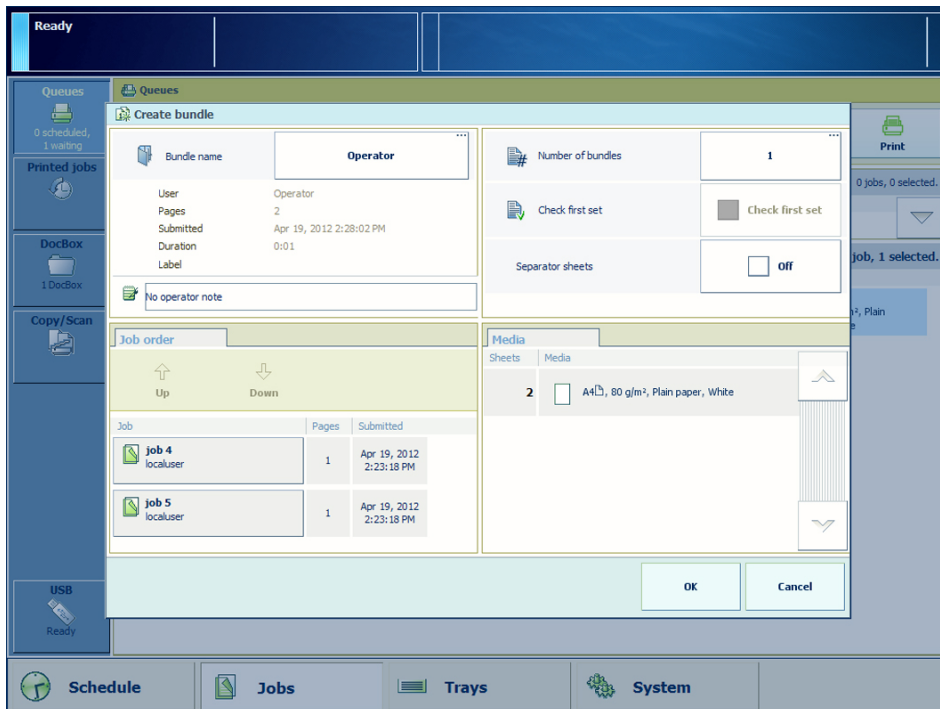 Ready
Queues
0 scheduled,
1 waiting
Printed jobs
DocBox
1 DocBox
Copy/Scan
USB
Ready
Queues
Print
0 jobs, 0 selected.
job, 1 selected.
, Plain
Create bundle
Bundle name
...
Operator
User Operator
Pages 2
Submitted Apr 19, 2012 2:28:02 PM
Duration 0:01
Label
No operator note
Number of bundles
...
1
Check first set
Check first set
Separator sheets
Off
Job order
Up Down
Job Pages Submitted
job 4
localuser
1
Apr 19, 2012
2:23:18 PM
job 5
localuser
1
Apr 19, 2012
2:23:18 PM
Media
Sheets Media
2 A4, 80 g/m², Plain paper, White
OK Cancel
Schedule Jobs Trays System